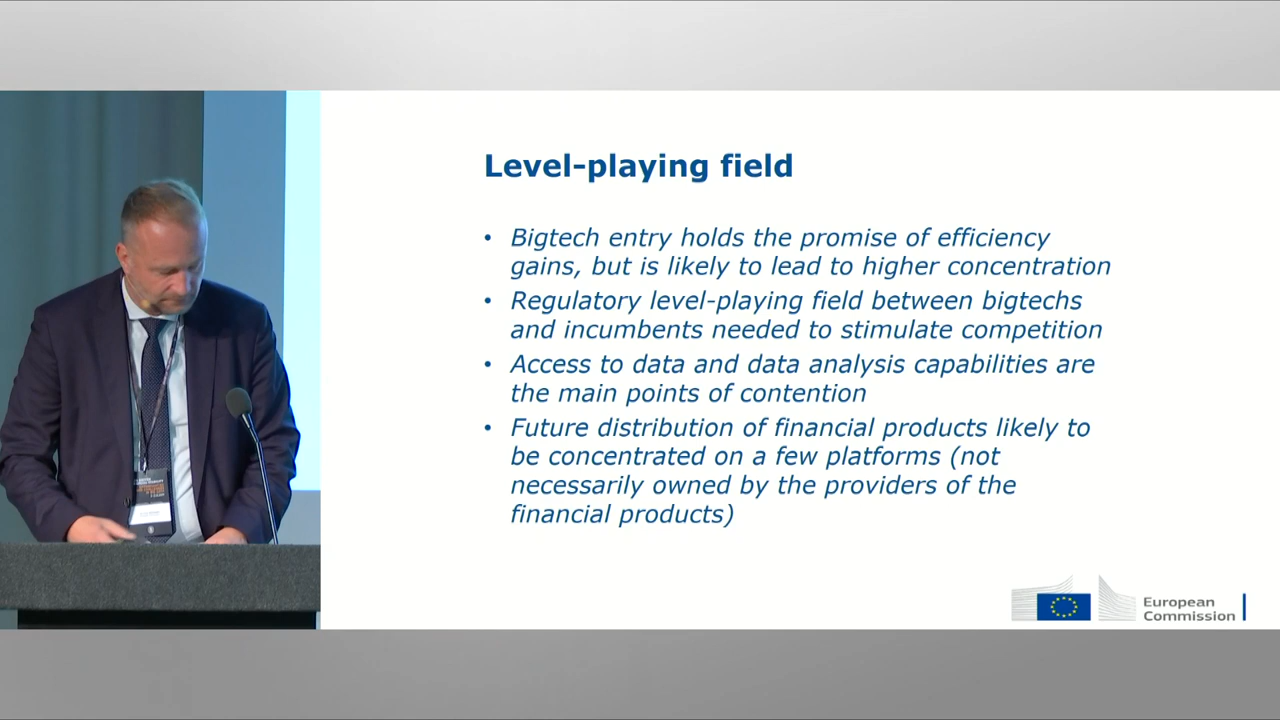 Level-playing field
• Bigtech entry holds the promise of efficiency
gains, but is likely to lead to higher concentration
• Regulatory level-playing field between bigtechs
and incumbents needed to stimulate competition
• Access to data and data analysis capabilities are
the main points of contention
• Future distribution of financial products likely to
be concentrated on a few platforms (not
necessarily owned by the providers of the
financial products)
European
Commission